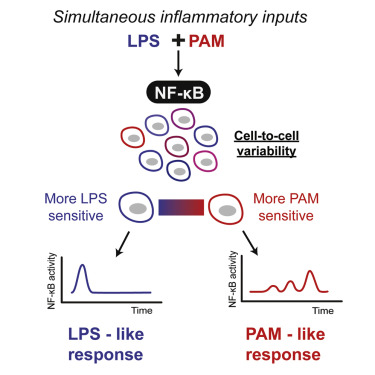 Simultaneous inflammatory inputs
LPS + PAM
NF-κB
Cell-to-cell
variability
More LPS
sensitive
More PAM
sensitive
NF-κB activity
Time
NF-κB activity
Time
LPS - like
response
PAM - like
response